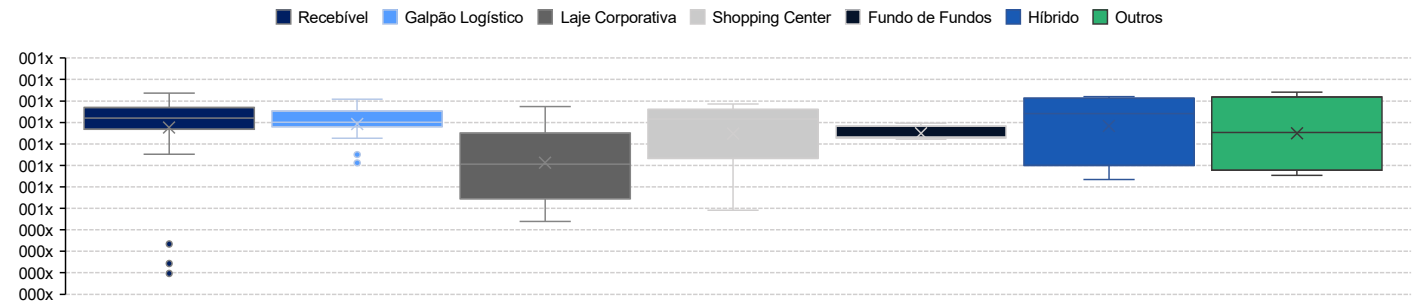 Recebível Galpão Logístico Laje Corporativa Shopping Center Fundo de Fundos Híbrido Outros
001x
001x
001x
001x
001x
001x
001x
001x
000x
000x
000x
000x